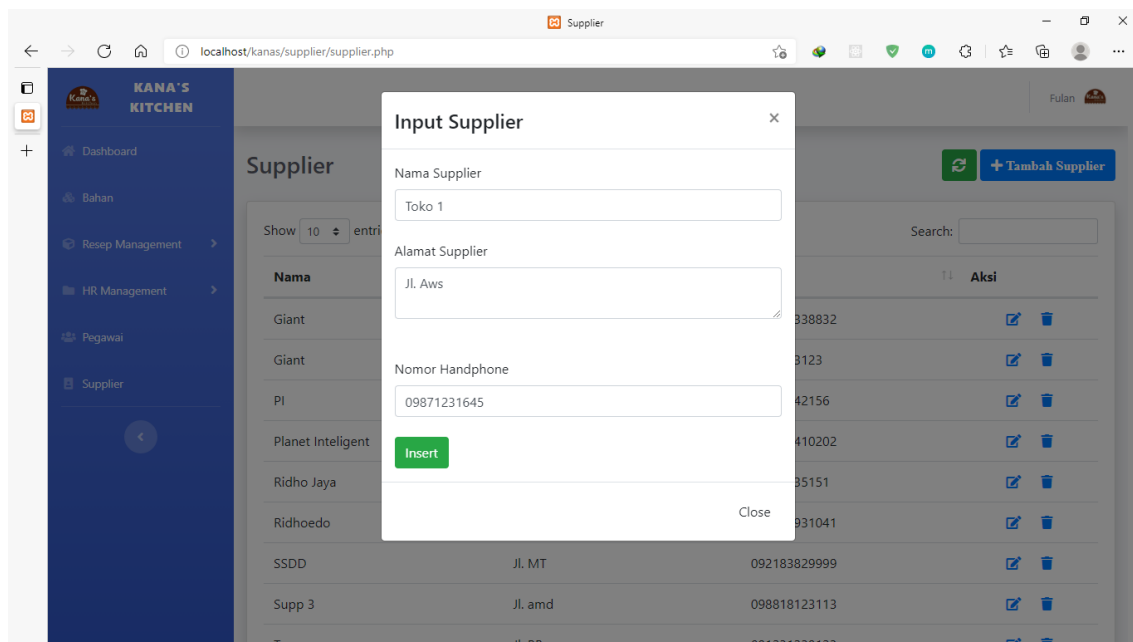 Supplier
localhost/kanas/supplier/supplier.php
KANA'S KITCHEN
Kana's
Fulan
Dashboard
Bahan
Resep Management
HR Management
Pegawai
Supplier
Supplier
Tambah Supplier
Show 10 entri
Search:
Nama
Aksi
Giant 338832
Giant 3123
PI 42156
Planet Inteligent 410202
Ridho Jaya 35151
Ridhoedo 931041
SSDD Jl. MT 092183829999
Supp 3 Jl. amd 098818123113
Input Supplier
×
Nama Supplier
Toko 1
Alamat Supplier
Jl. Aws
Nomor Handphone
09871231645
Insert
Close